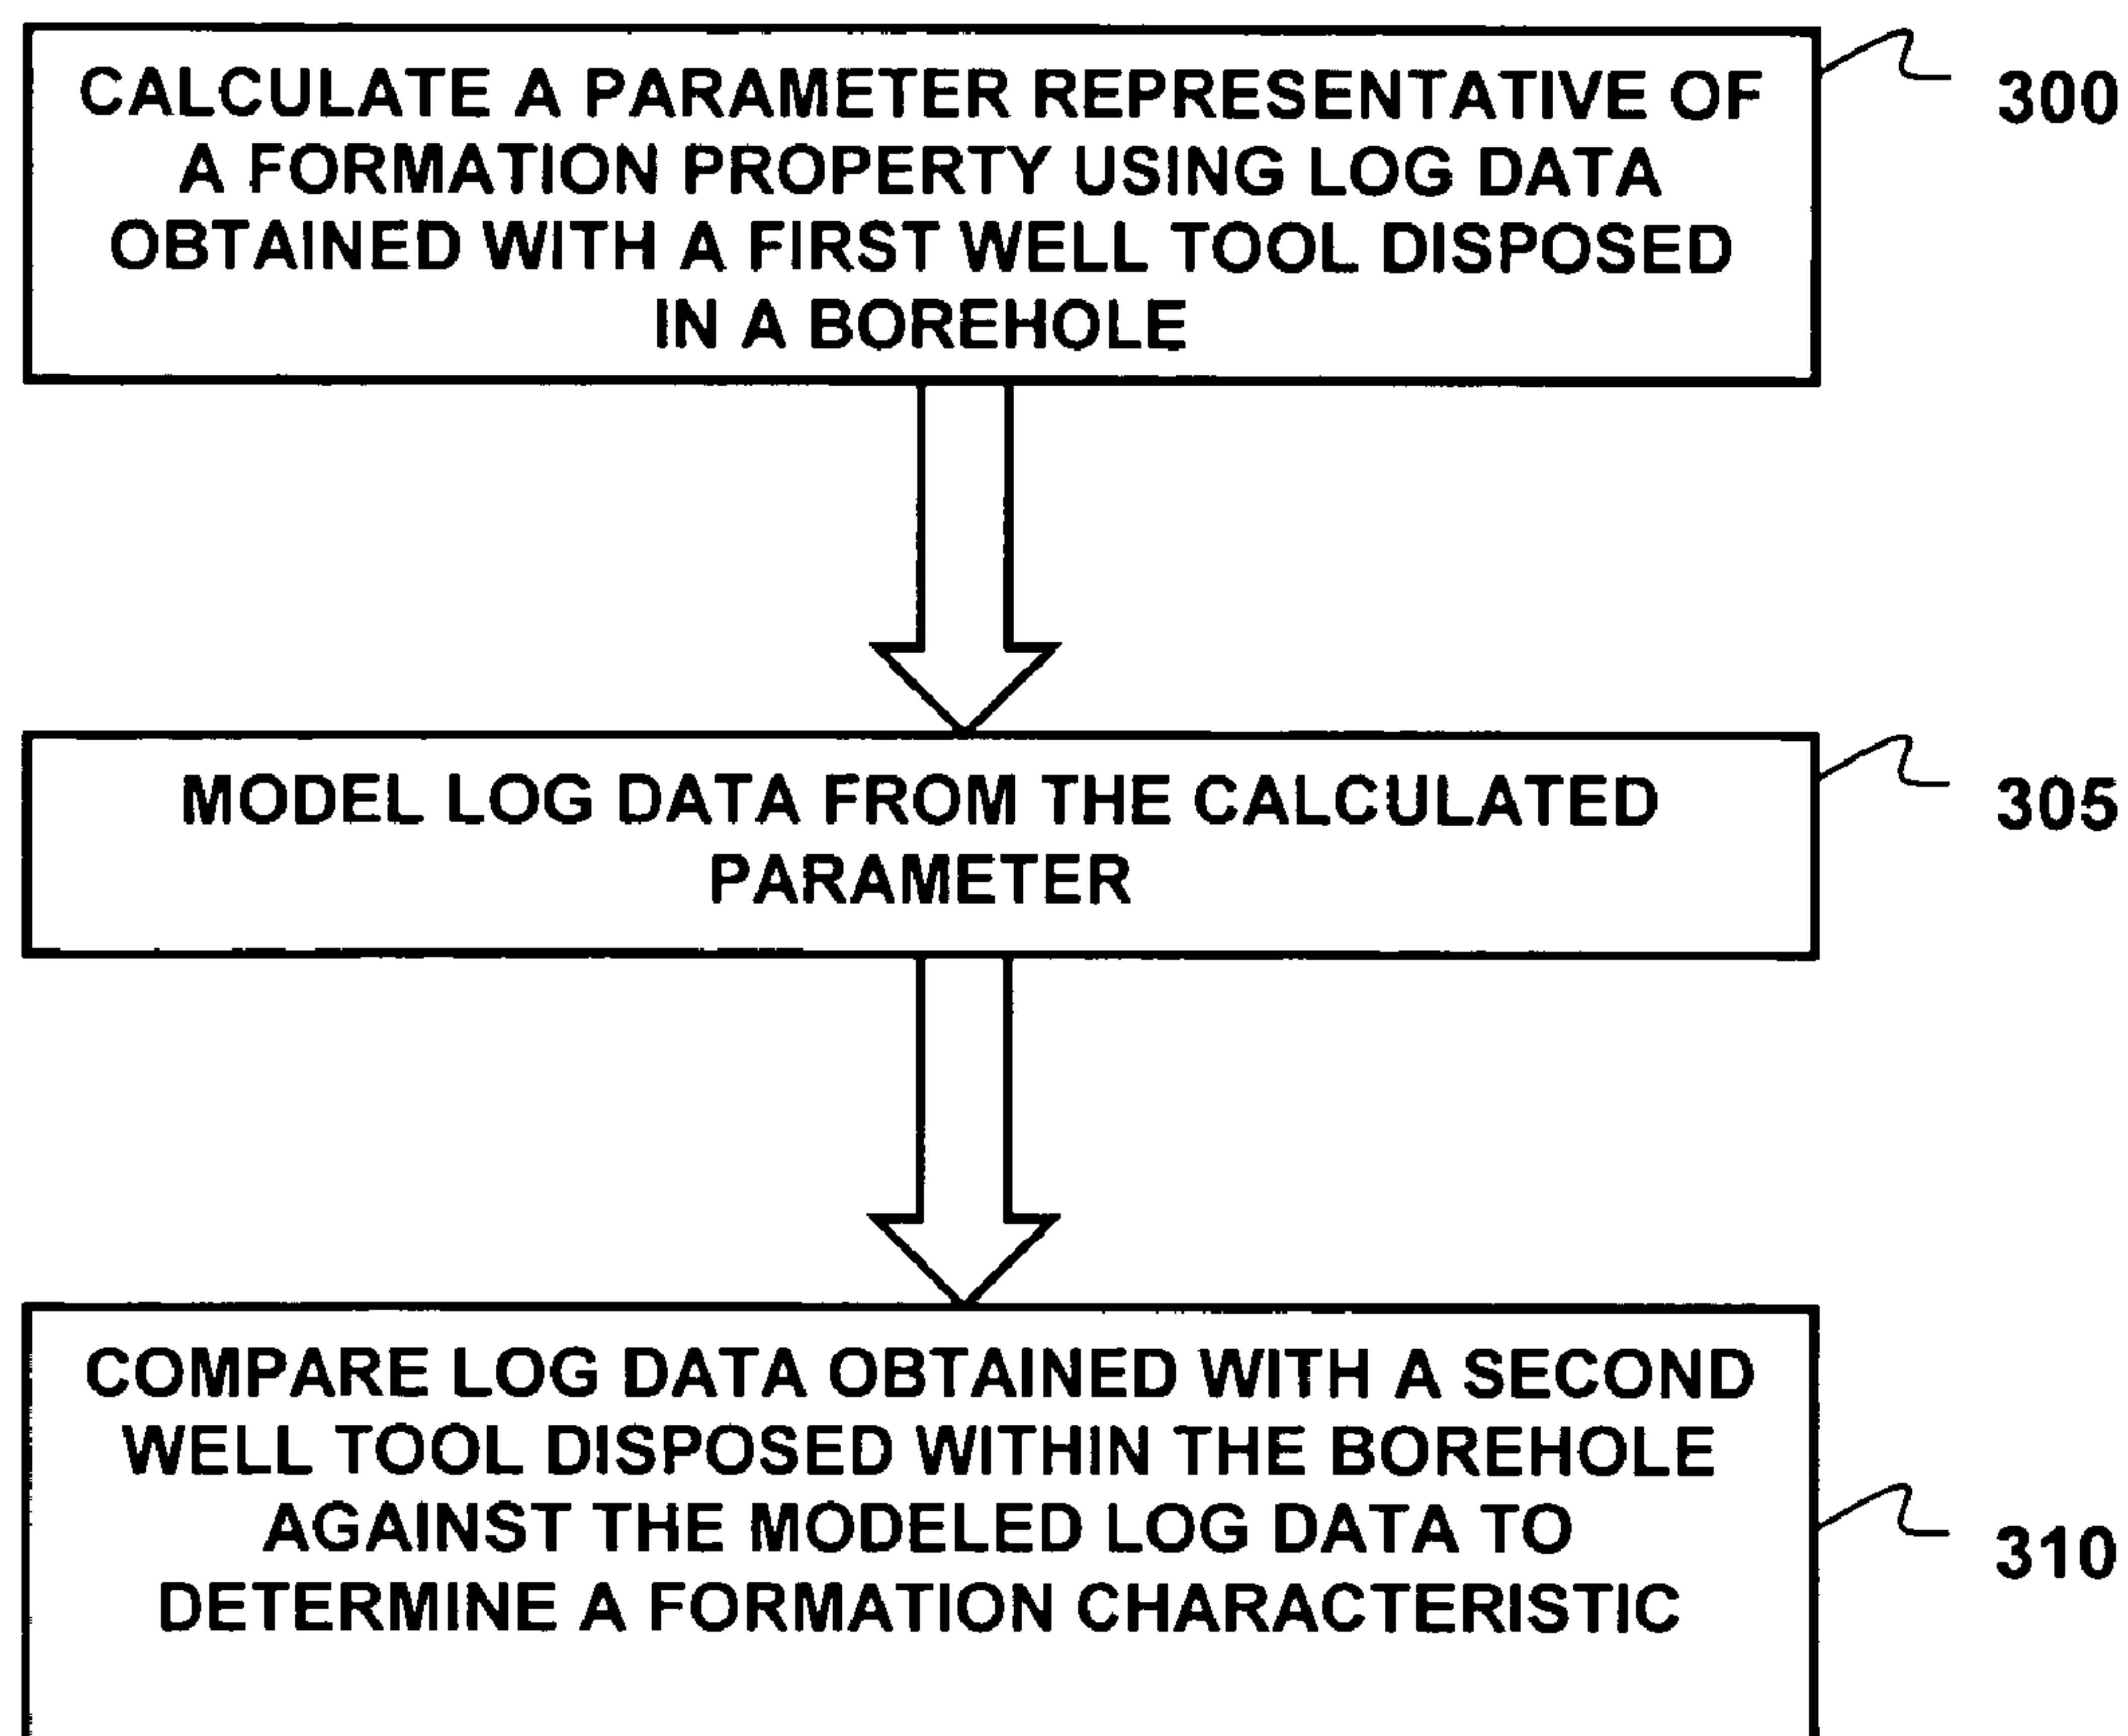 CALCULATE A PARAMETER REPRESENTATIVE OF
A FORMATION PROPERTY USING LOG DATA
OBTAINED WITH A FIRST WELL TOOL DISPOSED
IN A BOREHOLE
300
MODEL LOG DATA FROM THE CALCULATED
PARAMETER
305
COMPARE LOG DATA OBTAINED WITH A SECOND
WELL TOOL DISPOSED WITHIN THE BOREHOLE
AGAINST THE MODELED LOG DATA TO
DETERMINE A FORMATION CHARACTERISTIC
310